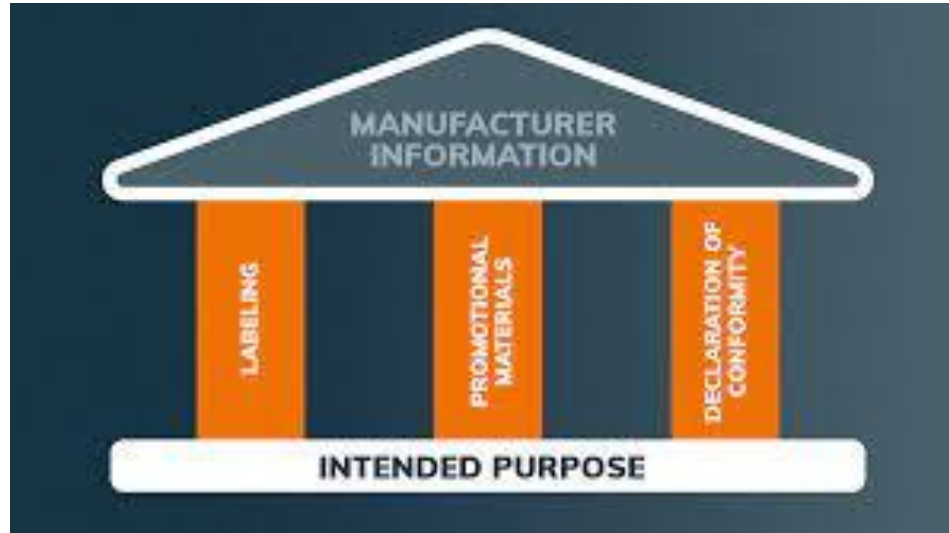 MANUFACTURER
INFORMATION
LABELING
PROMOTIONAL
MATERIALS
DECLARATION OF
CONFORMITY
INTENDED PURPOSE